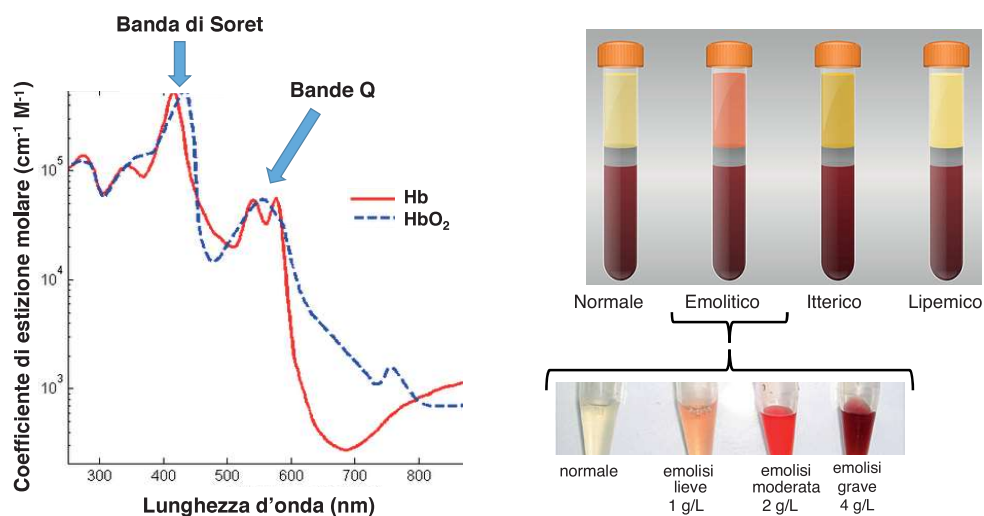 Banda di Soret
Bande Q
Coefficiente di estizione molare (cm⁻¹ M⁻¹)
10⁵
10⁴
10³
Hb
HbO₂
300 400 500 600 700 800
Lunghezza d'onda (nm)
Normale Emolitico Itterico Lipemico
normale
emolisi
lieve
1 g/L
emolisi
moderata
2 g/L
emolisi
grave
4 g/L